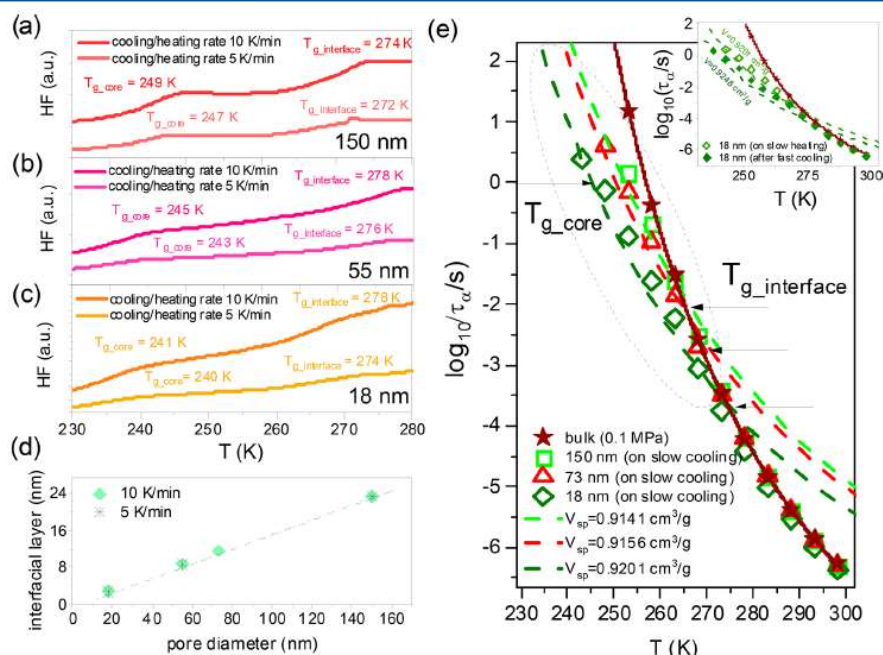 (a)
cooling/heating rate 10 K/min
cooling/heating rate 5 K/min
T_g_interface = 274 K
T_g_core = 249 K
T_g_interface = 272 K
T_g_core = 247 K
HF (a.u.)
150 nm
(b)
cooling/heating rate 10 K/min
cooling/heating rate 5 K/min
T_g_interface = 278 K
T_g_core = 245 K
T_g_interface = 276 K
T_g_core = 243 K
HF (a.u.)
55 nm
(c)
cooling/heating rate 10 K/min
cooling/heating rate 5 K/min
T_g_interface = 278 K
T_g_core = 241 K
T_g_interface = 274 K
T_g_core = 240 K
HF (a.u.)
18 nm
230 240 250 260 270 280
T (K)
(d)
24
16
8
0
interfacial layer (nm)
10 K/min
5 K/min
0 20 40 60 80 100 120 140 160
pore diameter (nm)
(e)
2
1
0
-1
-2
-3
-4
-5
-6
log10/τα/s)
T_g_core
T_g_interface
bulk (0.1 MPa)
150 nm (on slow cooling)
73 nm (on slow cooling)
18 nm (on slow cooling)
Vsp=0.9141 cm³/g
Vsp=0.9156 cm³/g
Vsp=0.9201 cm³/g
230 240 250 260 270 280 290 300
T (K)
2
0
-2
-4
-6
log10(τα/s)
V=0.9246 cm³/g
18 nm (on slow heating)
18 nm (after fast cooling)
250 275 300
T (K)